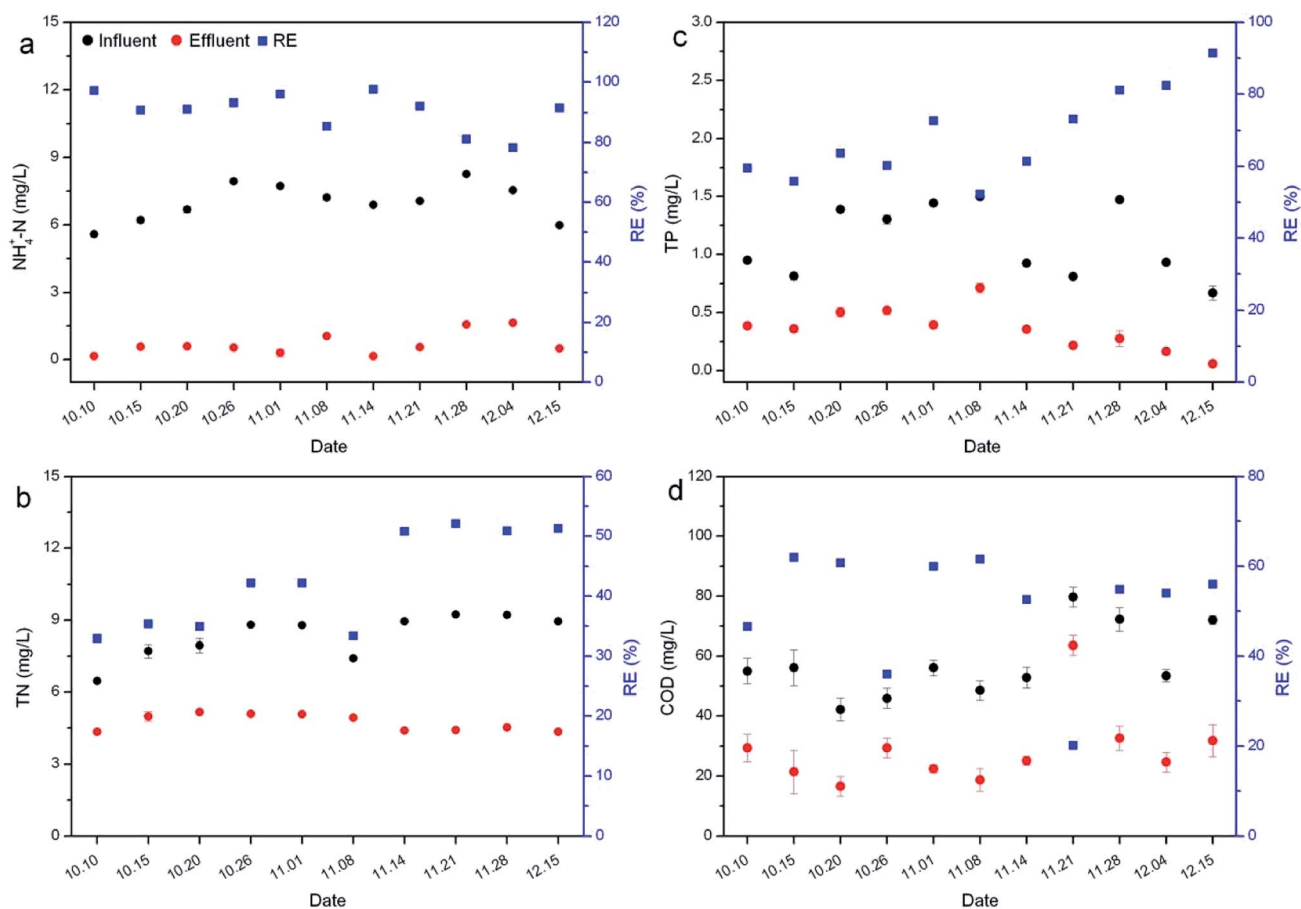 a
Influent Effluent RE
NH₄⁺-N (mg/L)
15
12
9
6
3
0
120
100
80
60
40
20
0
RE (%)
10.10 10.15 10.20 10.26 11.01 11.08 11.14 11.21 11.28 12.04 12.15
Date
c
TP (mg/L)
3.0
2.5
2.0
1.5
1.0
0.5
0.0
100
80
60
40
20
0
RE (%)
10.10 10.15 10.20 10.26 11.01 11.08 11.14 11.21 11.28 12.04 12.15
Date
b
TN (mg/L)
15
12
9
6
3
0
60
50
40
30
20
10
0
RE (%)
10.10 10.15 10.20 10.26 11.01 11.08 11.14 11.21 11.28 12.15
Date
d
COD (mg/L)
120
100
80
60
40
20
0
80
60
40
20
0
RE (%)
10.10 10.15 10.20 10.26 11.01 11.08 11.14 11.21 11.28 12.04 12.15
Date